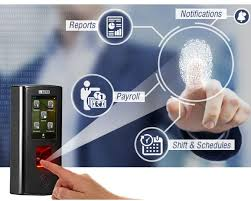 Notifications
Reports
Payroll
Shift & Schedules